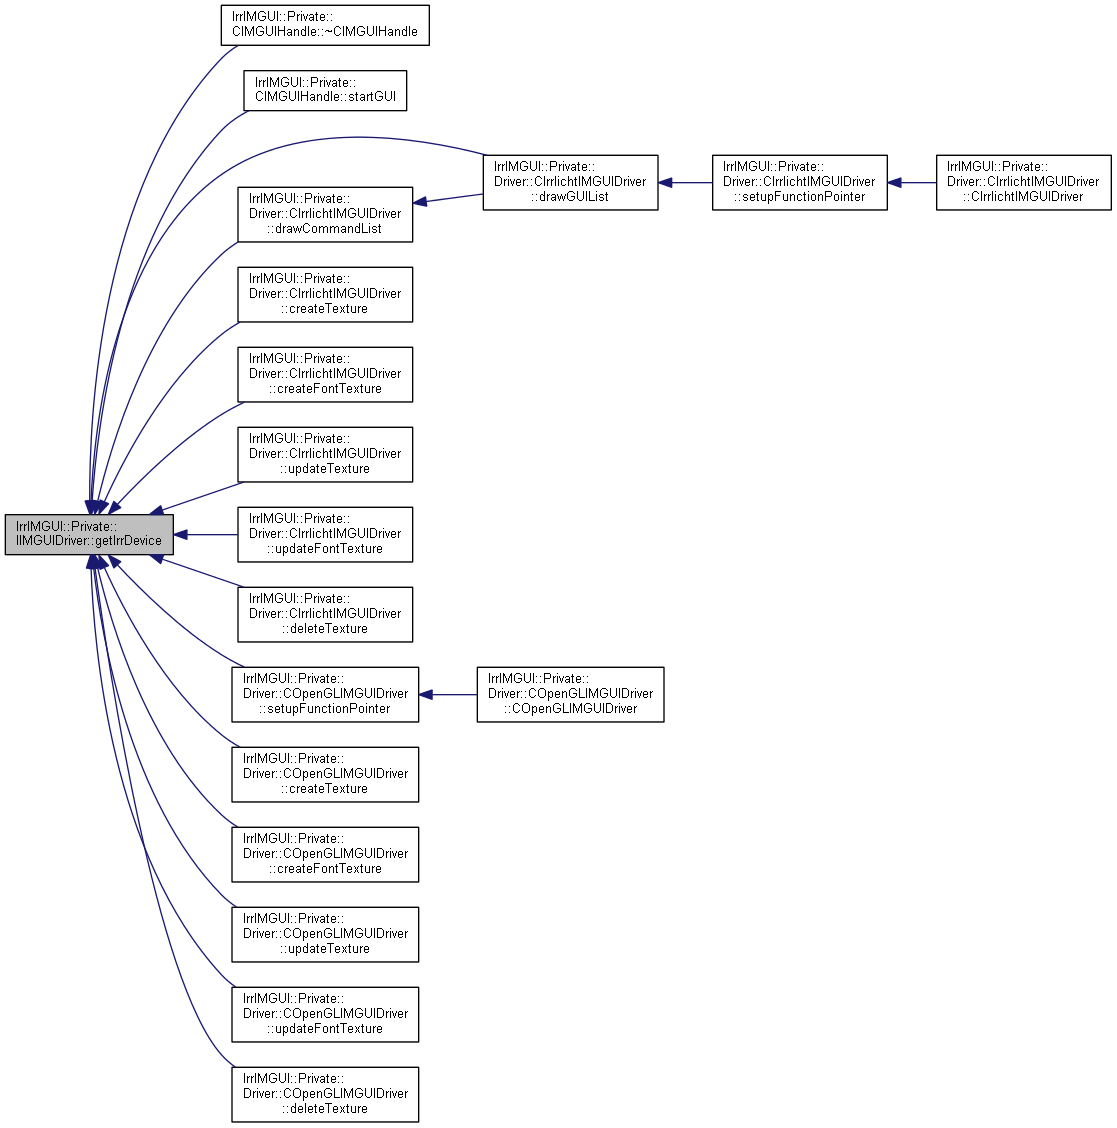 IrrIMGUI::Private::
CIMGUIHandle::~CIMGUIHandle
IrrIMGUI::Private::
CIMGUIHandle::startGUI
IrrIMGUI::Private::
Driver::CIrrlichtIMGUIDriver
::drawGUIList
IrrIMGUI::Private::
Driver::CIrrlichtIMGUIDriver
::setupFunctionPointer
IrrIMGUI::Private::
Driver::CIrrlichtIMGUIDriver
::CIrrlichtIMGUIDriver
IrrIMGUI::Private::
Driver::CIrrlichtIMGUIDriver
::drawCommandList
IrrIMGUI::Private::
Driver::CIrrlichtIMGUIDriver
::createTexture
IrrIMGUI::Private::
Driver::CIrrlichtIMGUIDriver
::createFontTexture
IrrIMGUI::Private::
Driver::CIrrlichtIMGUIDriver
::updateTexture
IrrIMGUI::Private::
IIMGUIDriver::getIrrDevice
IrrIMGUI::Private::
Driver::CIrrlichtIMGUIDriver
::updateFontTexture
IrrIMGUI::Private::
Driver::CIrrlichtIMGUIDriver
::deleteTexture
IrrIMGUI::Private::
Driver::COpenGLIMGUIDriver
::setupFunctionPointer
IrrIMGUI::Private::
Driver::COpenGLIMGUIDriver
::COpenGLIMGUIDriver
IrrIMGUI::Private::
Driver::COpenGLIMGUIDriver
::createTexture
IrrIMGUI::Private::
Driver::COpenGLIMGUIDriver
::createFontTexture
IrrIMGUI::Private::
Driver::COpenGLIMGUIDriver
::updateTexture
IrrIMGUI::Private::
Driver::COpenGLIMGUIDriver
::updateFontTexture
IrrIMGUI::Private::
Driver::COpenGLIMGUIDriver
::deleteTexture